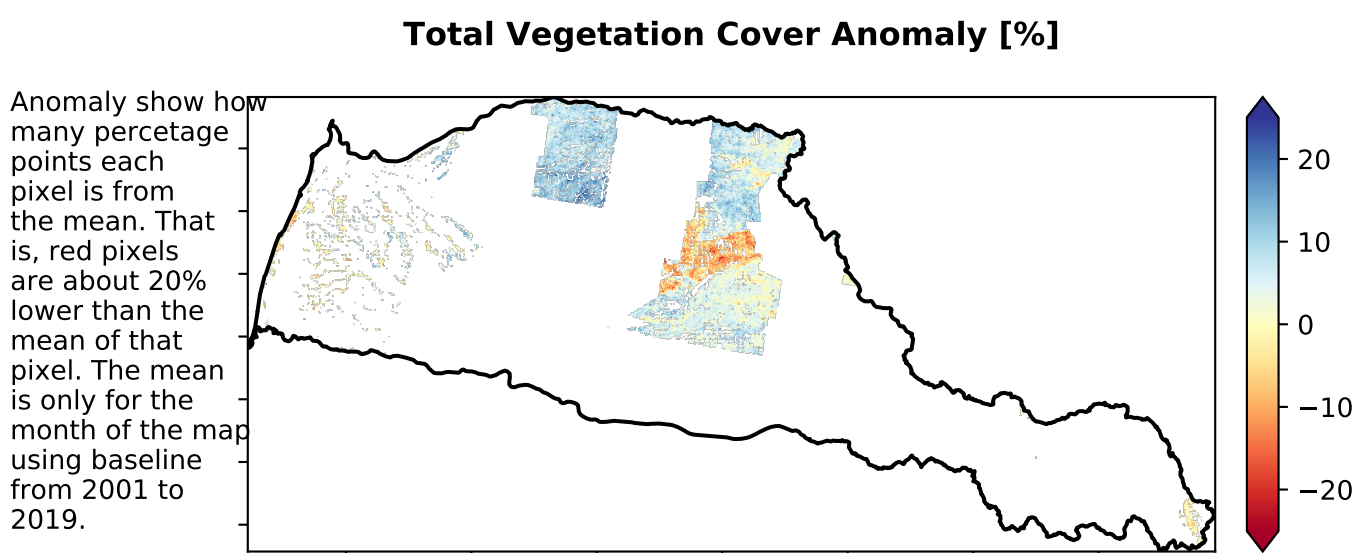 Total Vegetation Cover Anomaly [%]
Anomaly show how
many percetage
points each
pixel is from
the mean. That
is, red pixels
are about 20%
lower than the
mean of that
pixel. The mean
is only for the
month of the map
using baseline
from 2001 to
2019.
20
10
0
−10
−20